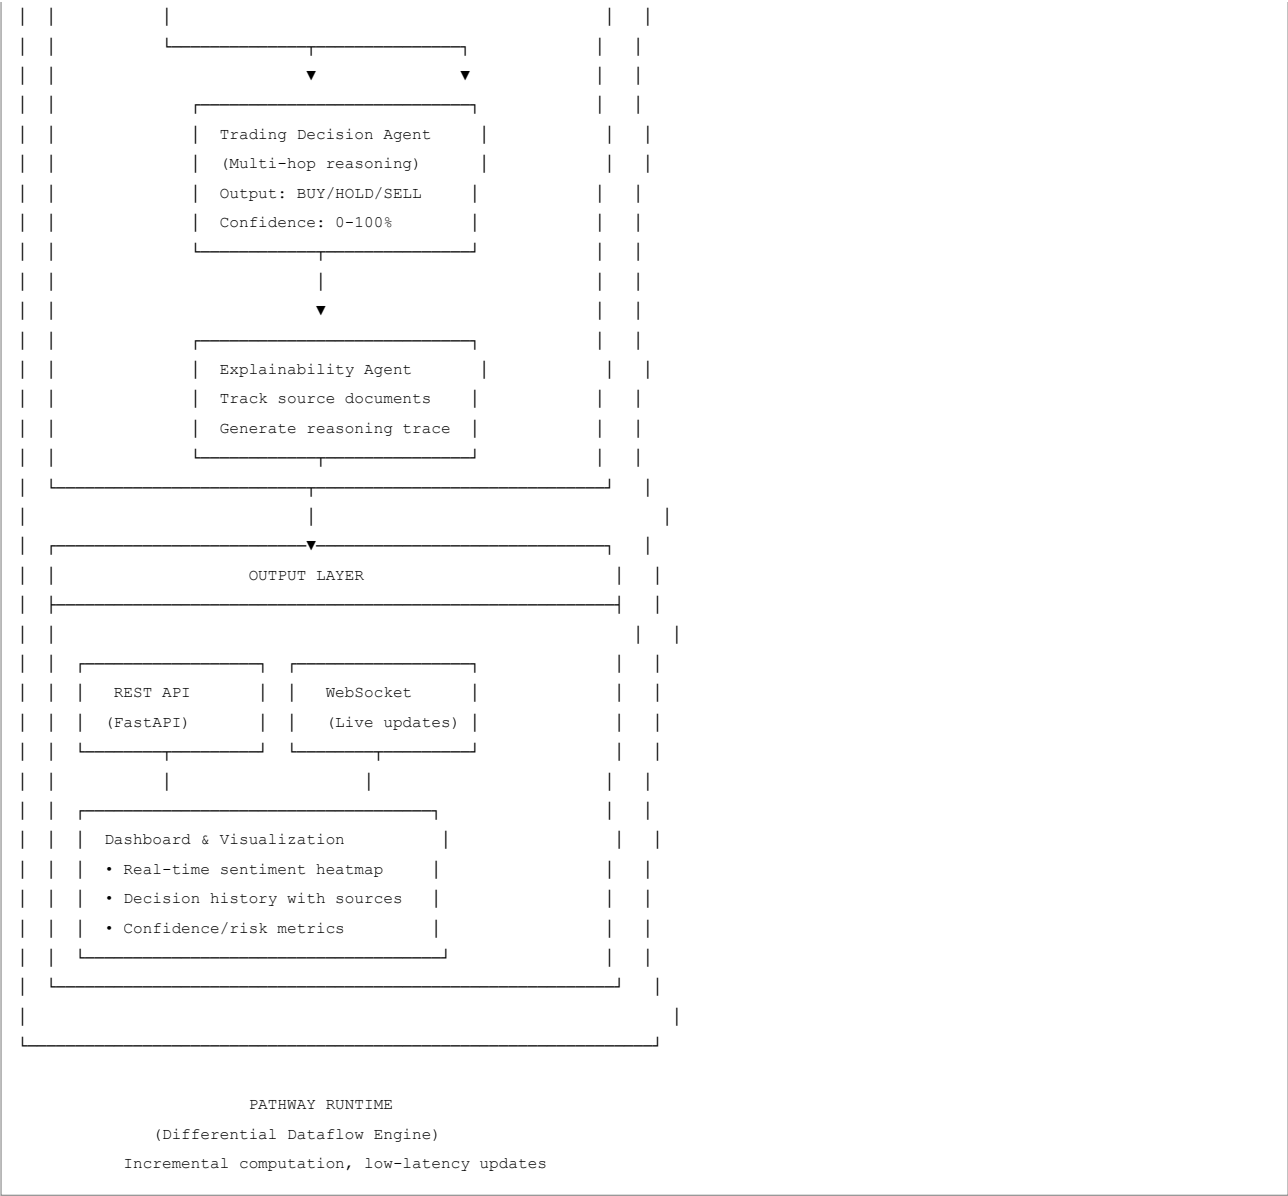 Trading Decision Agent
(Multi-hop reasoning)
Output: BUY/HOLD/SELL
Confidence: 0-100%
Explainability Agent
Track source documents
Generate reasoning trace
OUTPUT LAYER
REST API WebSocket
(FastAPI) (Live updates)
Dashboard & Visualization
• Real-time sentiment heatmap
• Decision history with sources
• Confidence/risk metrics
PATHWAY RUNTIME
(Differential Dataflow Engine)
Incremental computation, low-latency updates